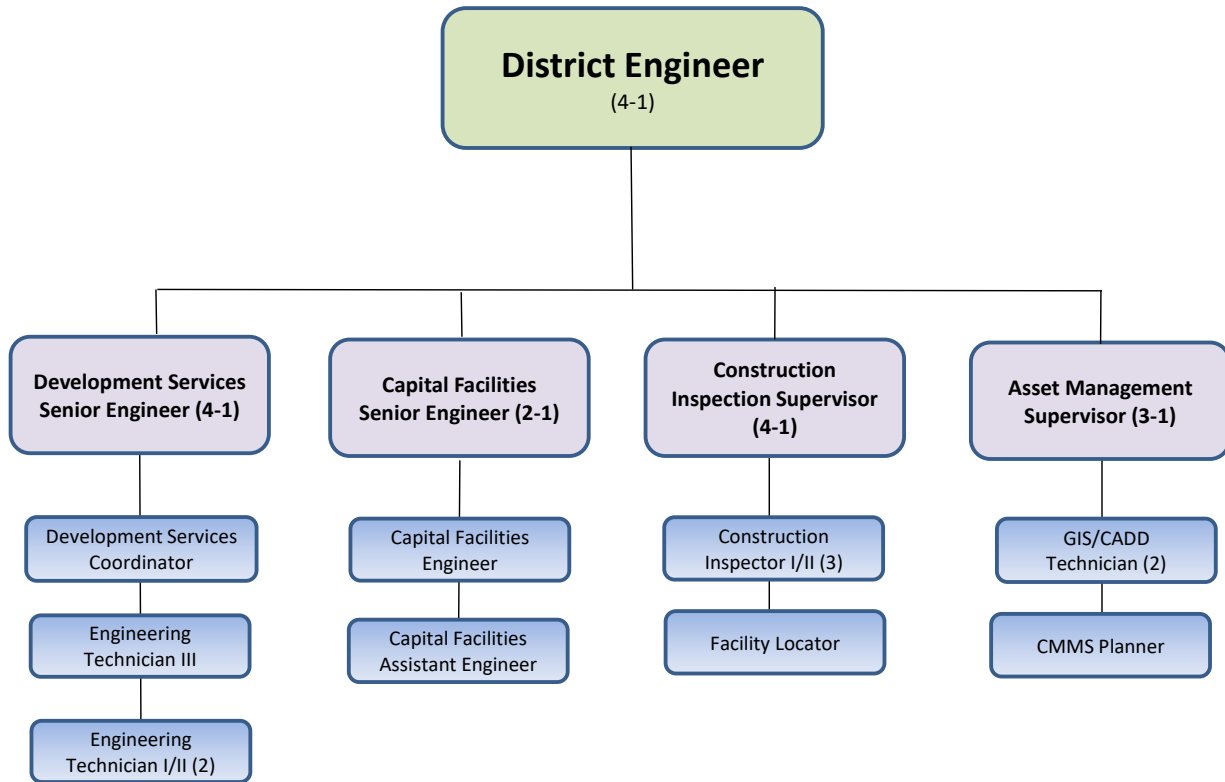 District Engineer
(4-1)
Development Services
Senior Engineer (4-1)
Capital Facilities
Senior Engineer (2-1)
Construction
Inspection Supervisor
(4-1)
Asset Management
Supervisor (3-1)
Development Services
Coordinator
Capital Facilities
Engineer
Construction
Inspector I/II (3)
GIS/CADD
Technician (2)
Engineering
Technician III
Capital Facilities
Assistant Engineer
Facility Locator
CMMS Planner
Engineering
Technician I/II (2)